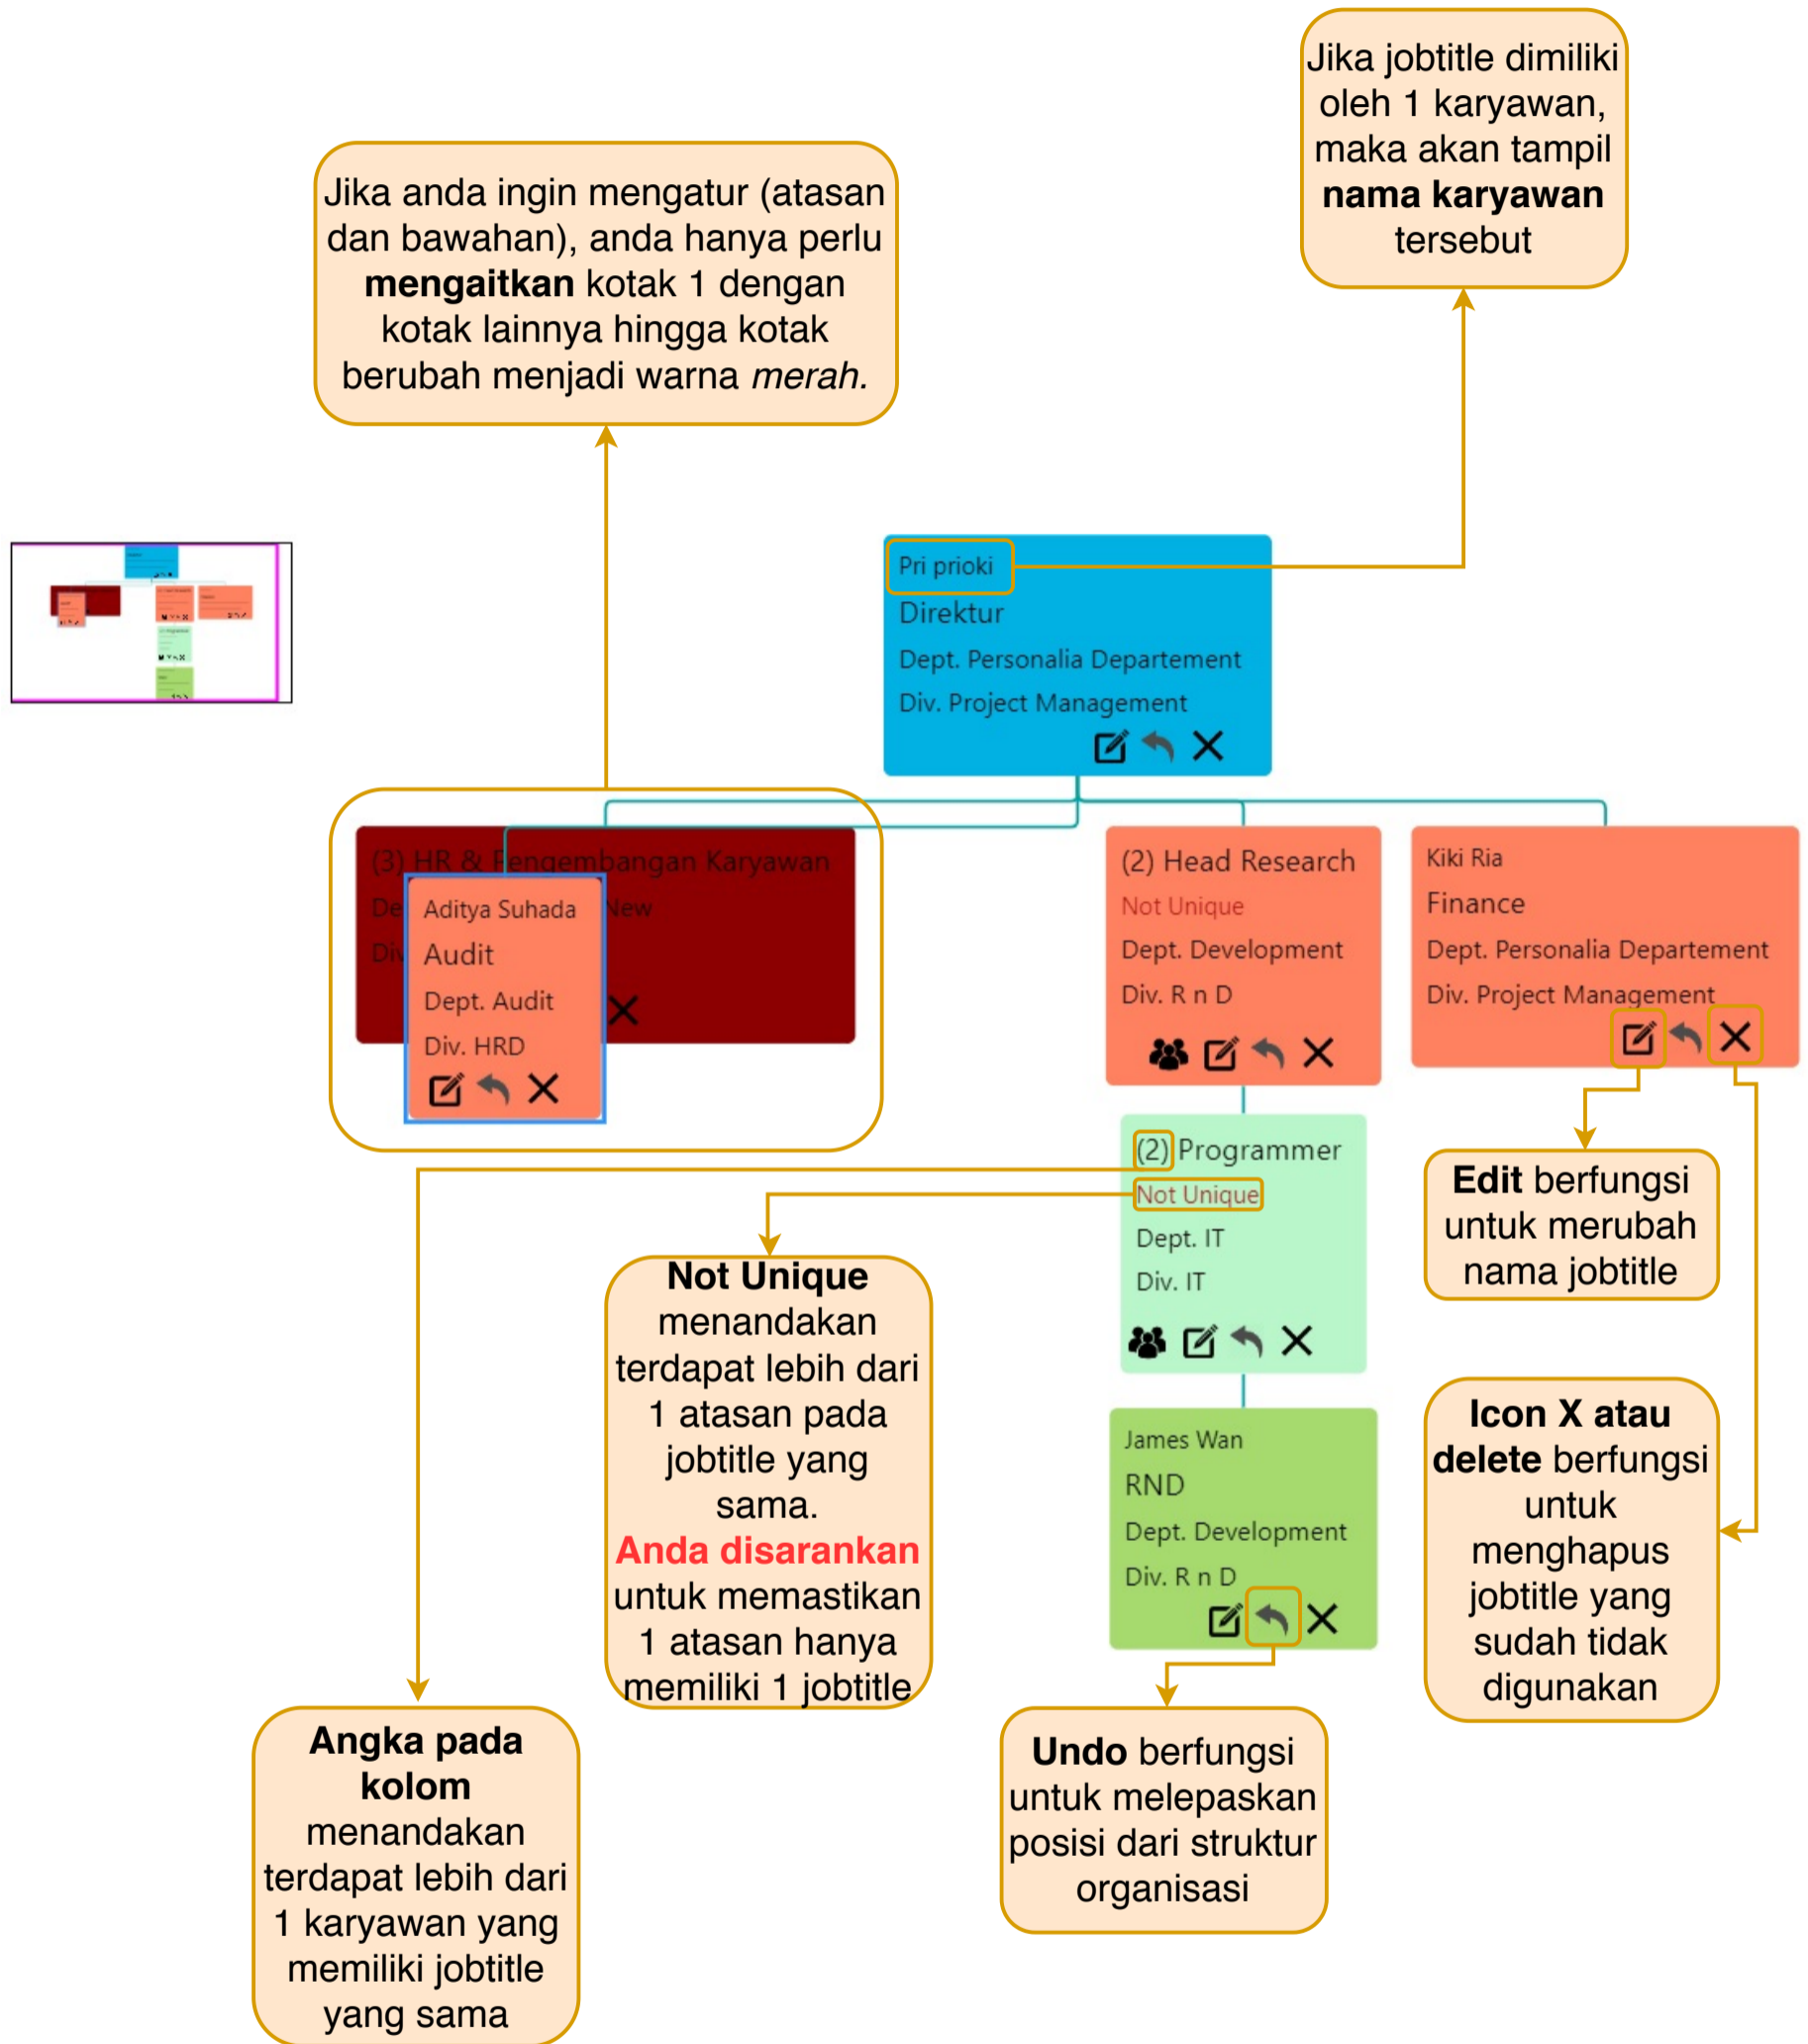 Jika jobtitle dimiliki
oleh 1 karyawan,
maka akan tampil
nama karyawan
tersebut
Jika anda ingin mengatur (atasan
dan bawahan), anda hanya perlu
mengaitkan kotak 1 dengan
kotak lainnya hingga kotak
berubah menjadi warna merah.
Pri prioki
Direktur
Dept. Personalia Departement
Div. Project Management
(3) HR & Pengembangan Karyawan
New
Aditya Suhada
Audit
Dept. Audit
Div. HRD
(2) Head Research
Not Unique
Dept. Development
Div. R n D
Kiki Ria
Finance
Dept. Personalia Departement
Div. Project Management
(2) Programmer
Not Unique
Dept. IT
Div. IT
Edit berfungsi
untuk merubah
nama jobtitle
Not Unique
menandakan
terdapat lebih dari
1 atasan pada
jobtitle yang
sama.
Anda disarankan
untuk memastikan
1 atasan hanya
memiliki 1 jobtitle
James Wan
RND
Dept. Development
Div. R n D
Icon X atau
delete berfungsi
untuk
menghapus
jobtitle yang
sudah tidak
digunakan
Angka pada
kolom
menandakan
terdapat lebih dari
1 karyawan yang
memiliki jobtitle
yang sama
Undo berfungsi
untuk melepaskan
posisi dari struktur
organisasi